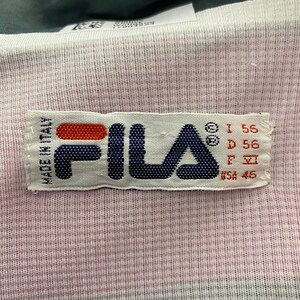 MADE IN ITALY
FILA © ®
I 56
D 56
F VI
USA 46